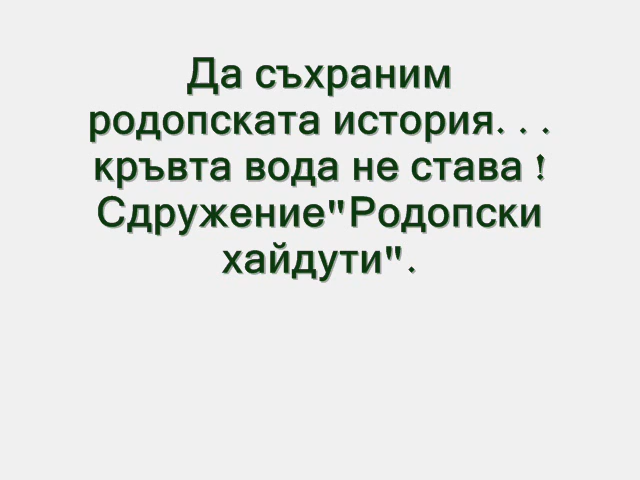 Да съхраним
родопската история. . .
кръвта вода не става !
Сдружение"Родопски
хайдути".